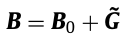 B = B₀ + G̃